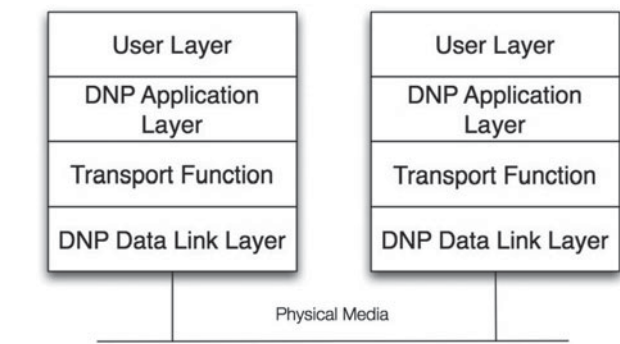 User Layer
DNP Application
Layer
Transport Function
DNP Data Link Layer
User Layer
DNP Application
Layer
Transport Function
DNP Data Link Layer
Physical Media